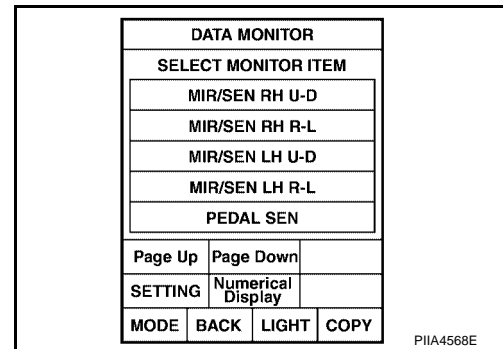 DATA MONITOR
SELECT MONITOR ITEM
MIR/SEN RH U-D
MIR/SEN RH R-L
MIR/SEN LH U-D
MIR/SEN LH R-L
PEDAL SEN
Page Up Page Down
SETTING Numerical Display
MODE BACK LIGHT COPY
PIIA4568E